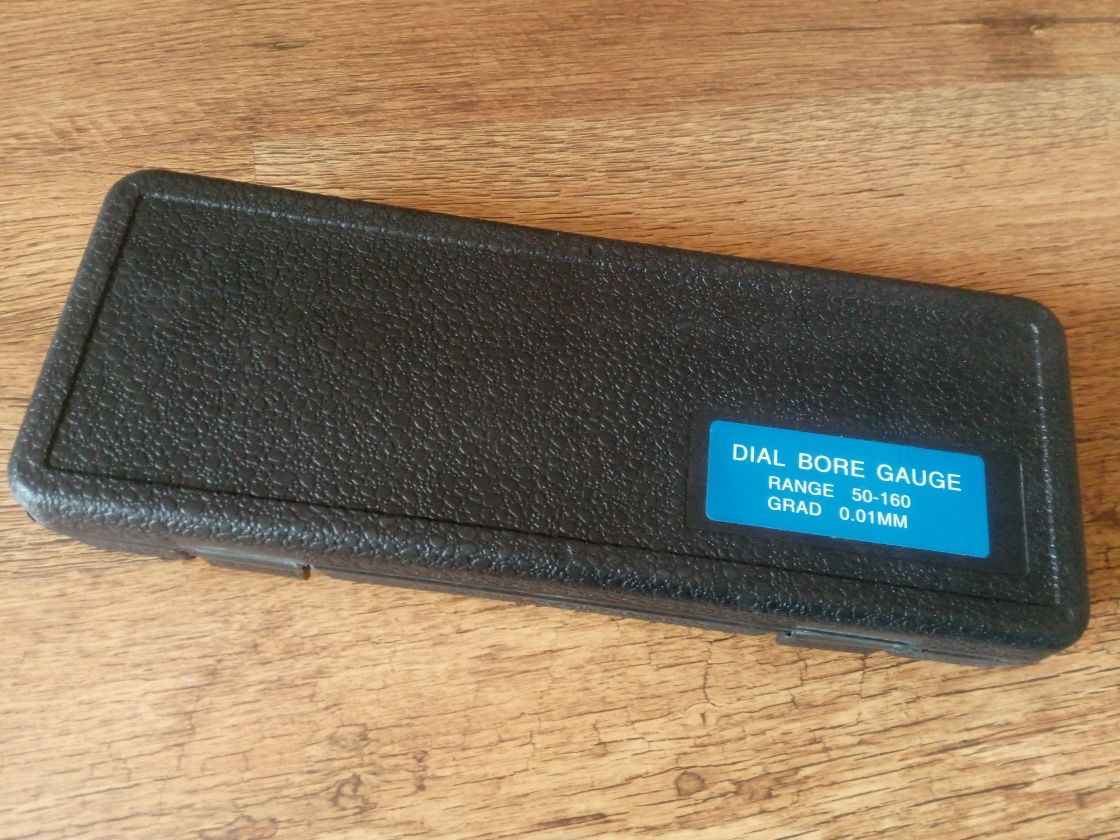 DIAL BORE GAUGE
RANGE 50-160
GRAD 0.01MM